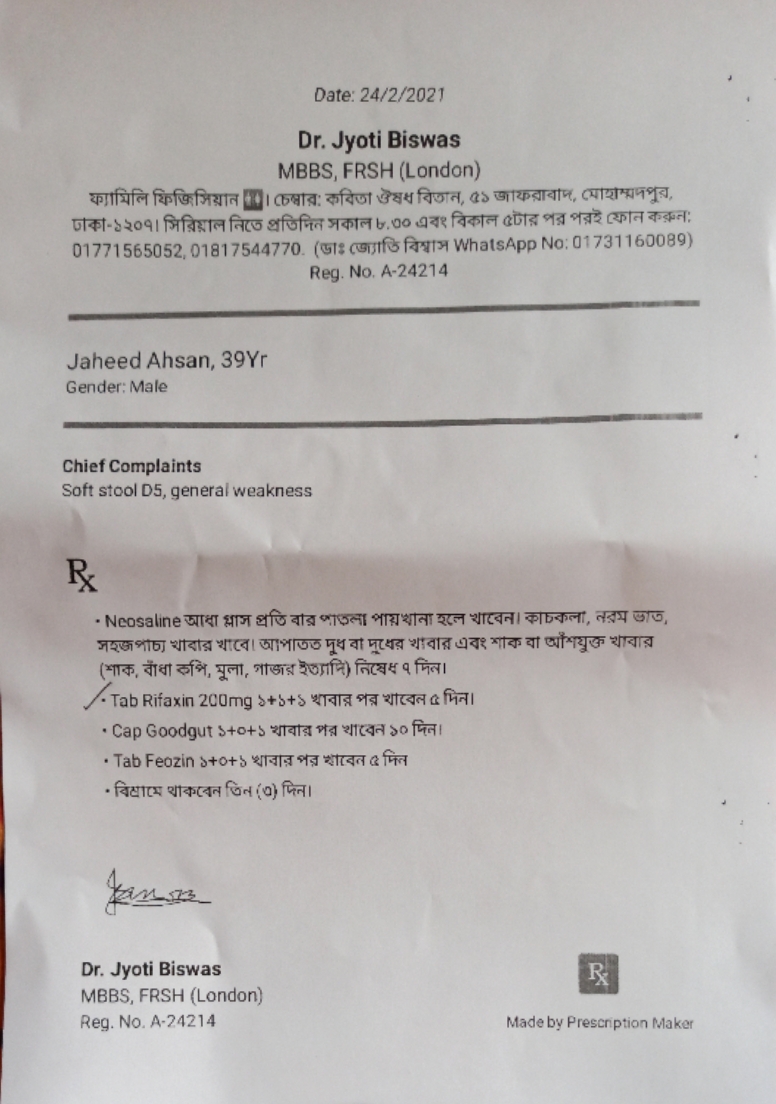 Date: 24/2/2021
Dr. Jyoti Biswas
MBBS, FRSH (London)
ফ্যামিলি ফিজিসিয়ান । চেম্বার: কবিতা ঔষধ বিতান, ৫১ জাফরাবাদ, মোহাম্মদপুর,
ঢাকা-১২০৭। সিরিয়াল নিতে প্রতিদিন সকাল ৮.৩০ এবং বিকাল ৫টার পর পরই ফোন করুন:
01771565052, 01817544770. (ডাঃ জ্যোতি বিশ্বাস WhatsApp No: 01731160089)
Reg. No. A-24214
Jaheed Ahsan, 39Yr
Gender: Male
Chief Complaints
Soft stool D5, general weakness
Rx
• Neosaline আধা গ্লাস প্রতি বার পাতলা পায়খানা হলে খাবেন। কাচকলা, নরম ভাত,
সহজপাচ্য খাবার খাবে। আপাতত দুধ বা দুধের খাবার এবং শাক বা আঁশযুক্ত খাবার
(শাক, বাঁধা কপি, মুলা, গাজর ইত্যাদি) নিষেধ ৭ দিন।
• Tab Rifaxin 200mg ১+১+১ খাবার পর খাবেন ৫ দিন।
• Cap Goodgut ১+০+১ খাবার পর খাবেন ১০ দিন।
• Tab Feozin ১+০+১ খাবার পর খাবেন ৫ দিন
• বিশ্রামে থাকবেন তিন (৩) দিন।
Dr. Jyoti Biswas
MBBS, FRSH (London)
Reg. No. A-24214
Rx
Made by Prescription Maker